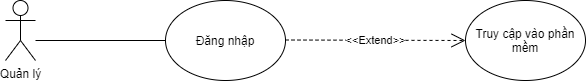 Quản lý
Đăng nhập
<<Extend>>
Truy cập vào phần
mềm